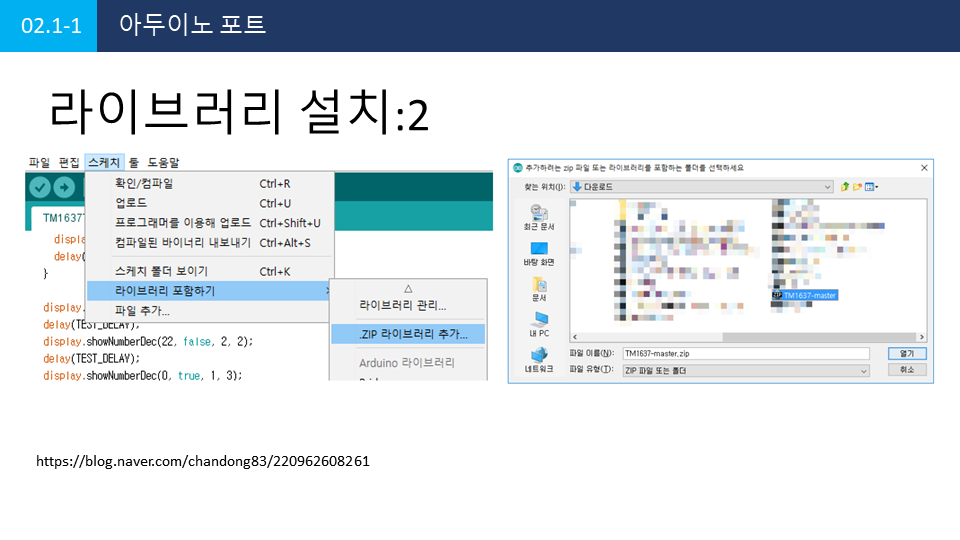 02.1-1 아두이노 포트
라이브러리 설치:2
파일 편집 스케치 툴 도움말
확인/컴파일 Ctrl+R
업로드 Ctrl+U
프로그래머를 이용해 업로드 Ctrl+Shift+U
컴파일된 바이너리 내보내기 Ctrl+Alt+S
스케치 폴더 보이기 Ctrl+K
라이브러리 포함하기
파일 추가...
라이브러리 관리...
.ZIP 라이브러리 추가...
Arduino 라이브러리
TM1637
displ
delay(
}
displ
delay(TEST_DELAY);
display.showNumberDec(22, false, 2, 2);
delay(TEST_DELAY);
display.showNumberDec(0, true, 1, 3);
추가하려는 zip 파일 또는 라이브러리를 포함하는 폴더를 선택하세요
찾는 위치(I): 다운로드
최근 문서
바탕 화면
문서
내 PC
네트워크
TM1637-master
파일 이름(N): TM1637-master.zip 열기
파일 유형(T): ZIP 파일 또는 폴더 취소
https://blog.naver.com/chandong83/220962608261